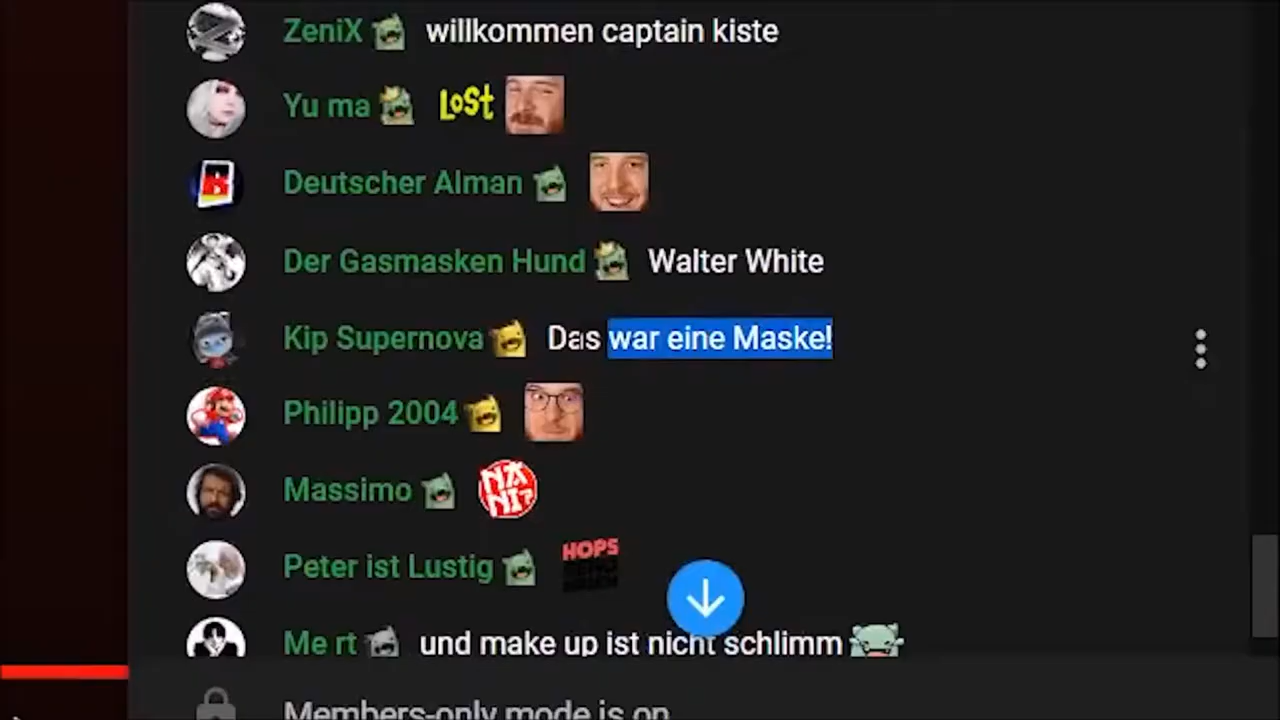 ZeniX willkommen captain kiste
Yu ma LOST
Deutscher Alman
Der Gasmasken Hund Walter White
Kip Supernova Das war eine Maske!
Philipp 2004
Massimo NANI?
Peter ist Lustig HOPS
Me rt und make up ist nicht schlimm
Members-only mode is on